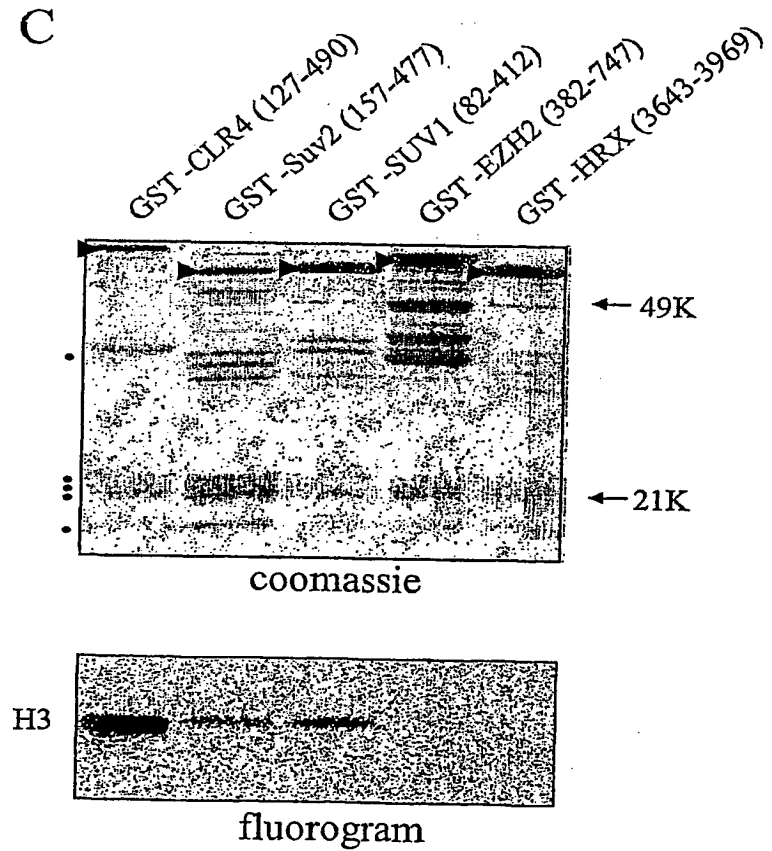 C
GST -CLR4 (127-490)
GST -Suv2 (157-477)
GST -SUV1 (82-412)
GST -EZH2 (382-747)
GST -HRX (3643-3969)
49K
21K
coomassie
H3
fluorogram